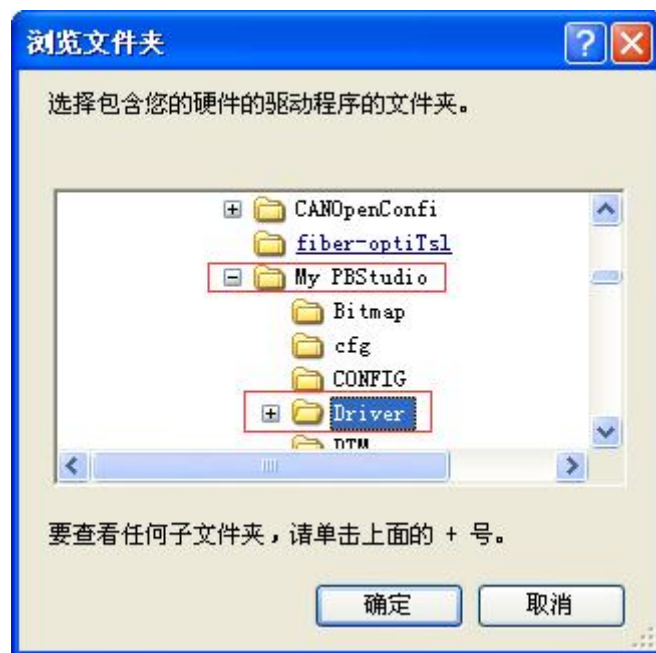 浏览文件夹
选择包含您的硬件的驱动程序的文件夹。
CANOpenConfi
fiber-optiTsl
My PBStudio
Bitmap
cfg
CONFIG
Driver
DTM
要查看任何子文件夹，请单击上面的 + 号。
确定
取消